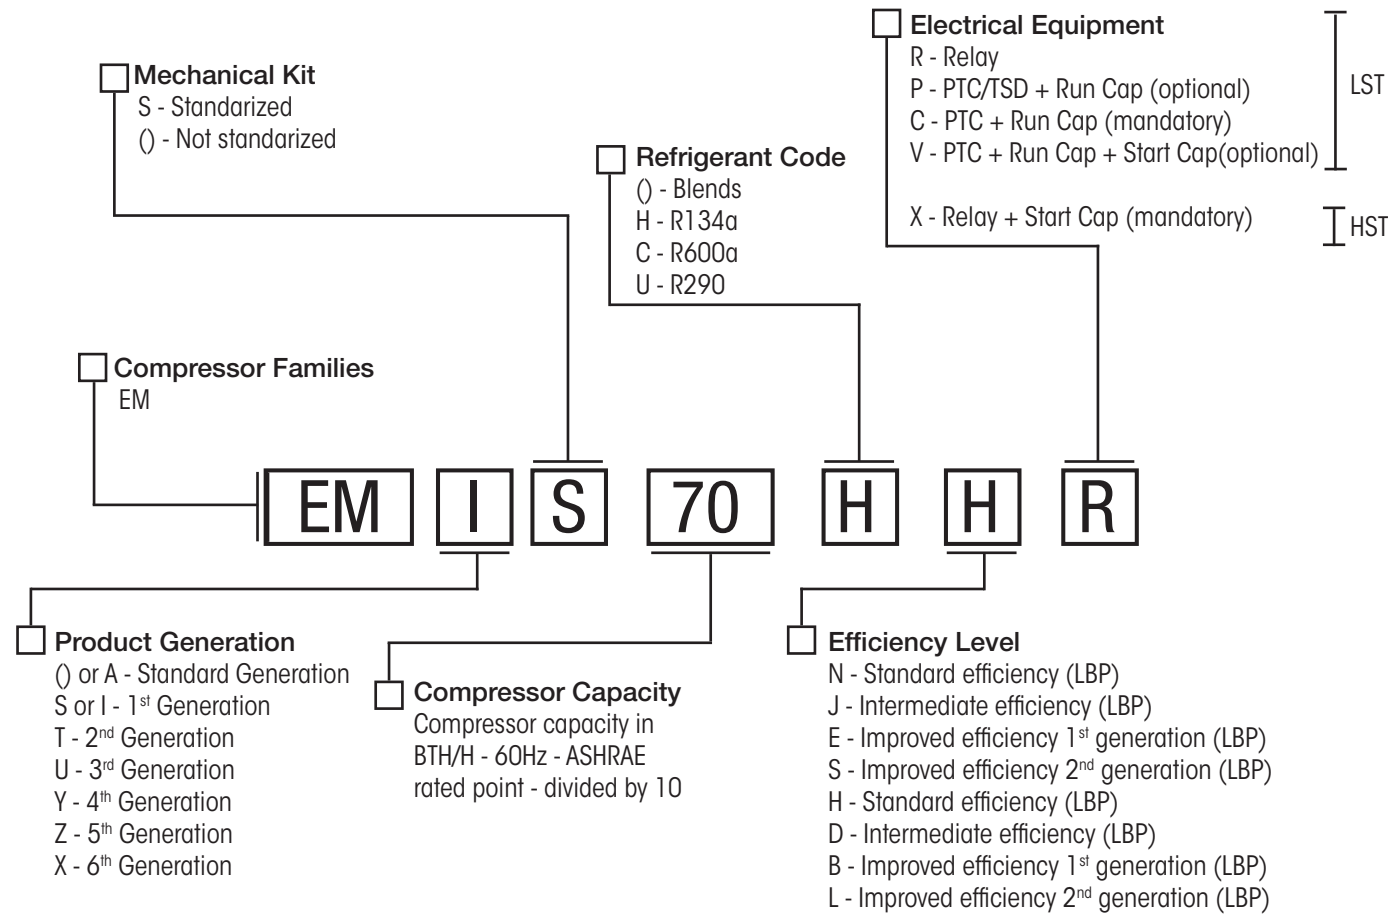 Electrical Equipment
R - Relay
P - PTC/TSD + Run Cap (optional)
C - PTC + Run Cap (mandatory)
V - PTC + Run Cap + Start Cap(optional)
LST
X - Relay + Start Cap (mandatory)
HST
Mechanical Kit
S - Standarized
() - Not standarized
Refrigerant Code
() - Blends
H - R134a
C - R600a
U - R290
Compressor Families
EM
EM I S 70 H H R
Product Generation
() or A - Standard Generation
S or I - 1st Generation
T - 2nd Generation
U - 3rd Generation
Y - 4th Generation
Z - 5th Generation
X - 6th Generation
Compressor Capacity
Compressor capacity in
BTH/H - 60Hz - ASHRAE
rated point - divided by 10
Efficiency Level
N - Standard efficiency (LBP)
J - Intermediate efficiency (LBP)
E - Improved efficiency 1st generation (LBP)
S - Improved efficiency 2nd generation (LBP)
H - Standard efficiency (LBP)
D - Intermediate efficiency (LBP)
B - Improved efficiency 1st generation (LBP)
L - Improved efficiency 2nd generation (LBP)